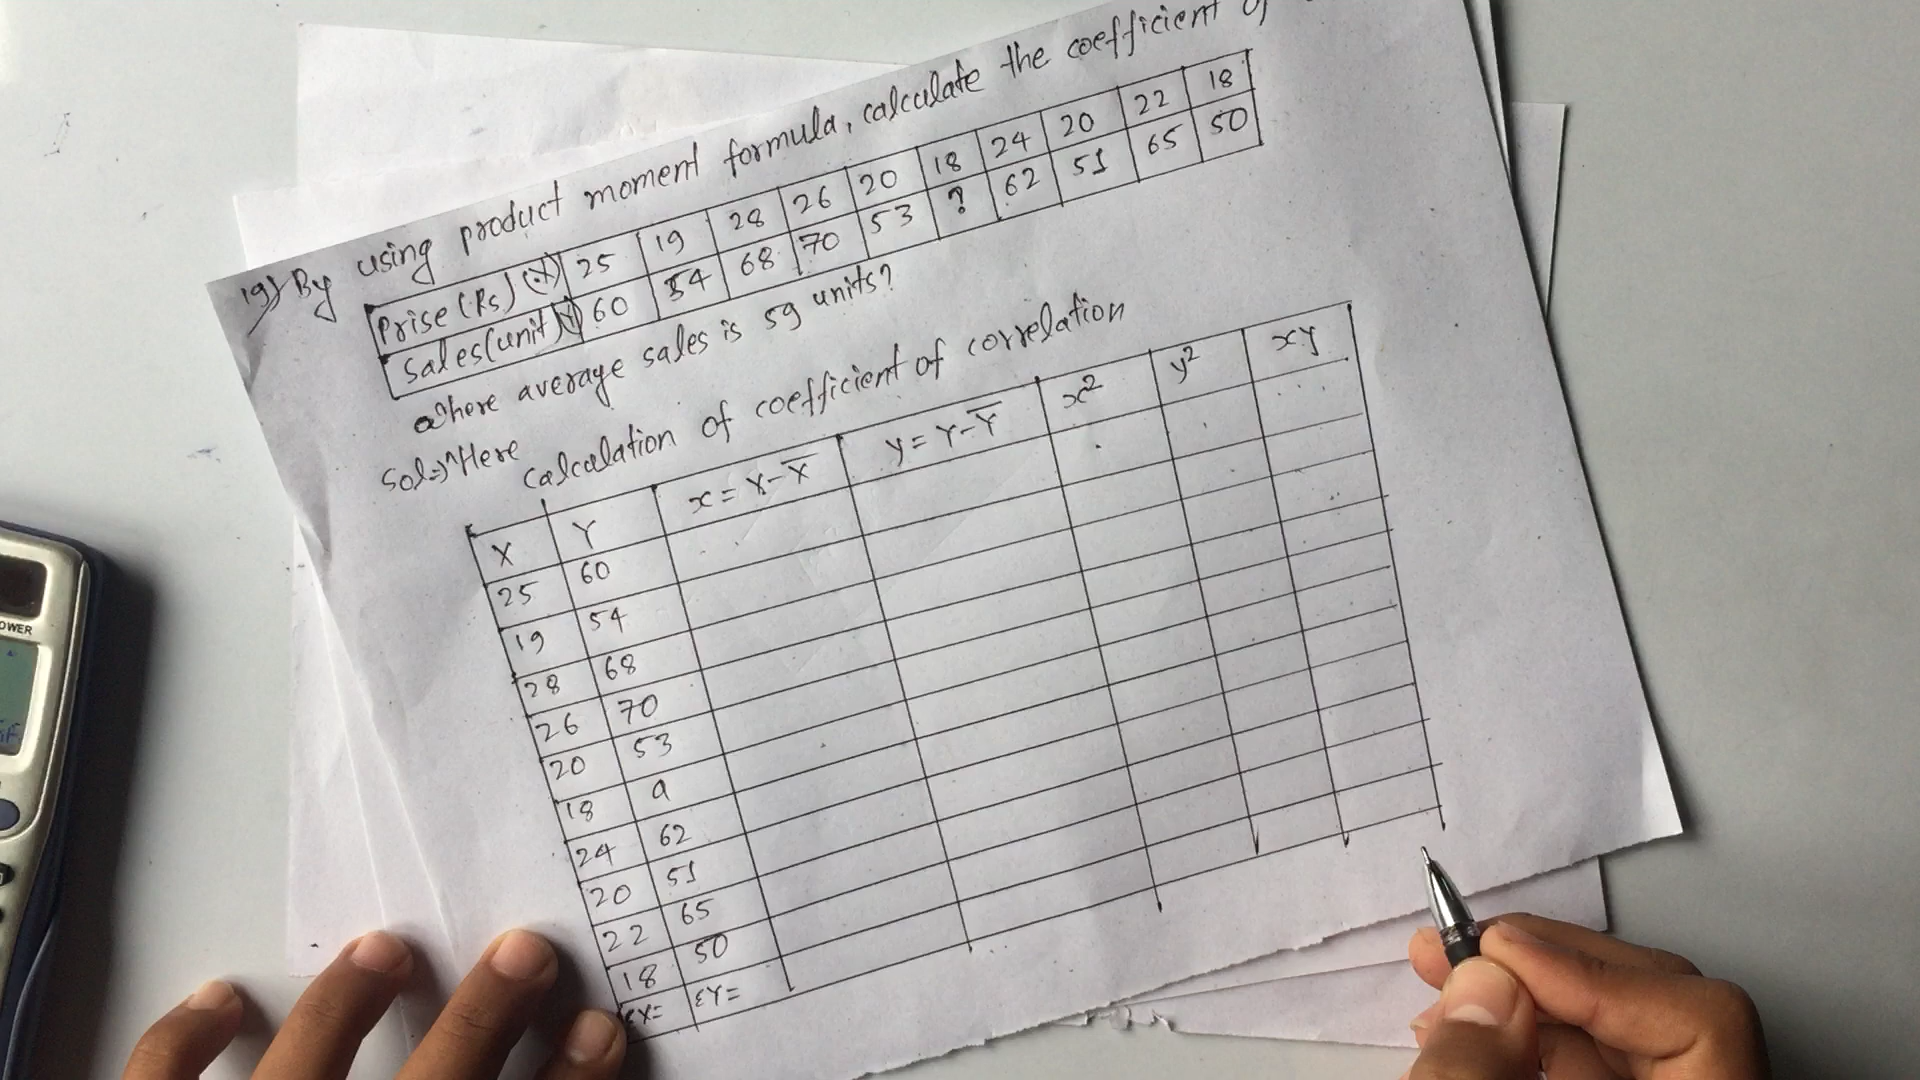 19) By using product moment formula, calculate the coefficient of
Prise (Rs) (X) 25 19 28 26 20 18 24 20 22 18
Sales(unit)(Y) 60 54 68 70 53 ? 62 51 65 50
where average sales is 59 units?
Sol=) Here
Calculation of coefficient of correlation
X Y x = X-X̅ y = Y-Y̅ x² y² xy
25 60
19 54
28 68
26 70
20 53
18 a
24 62
20 51
22 65
18 50
ΣX= ΣY=
OWER